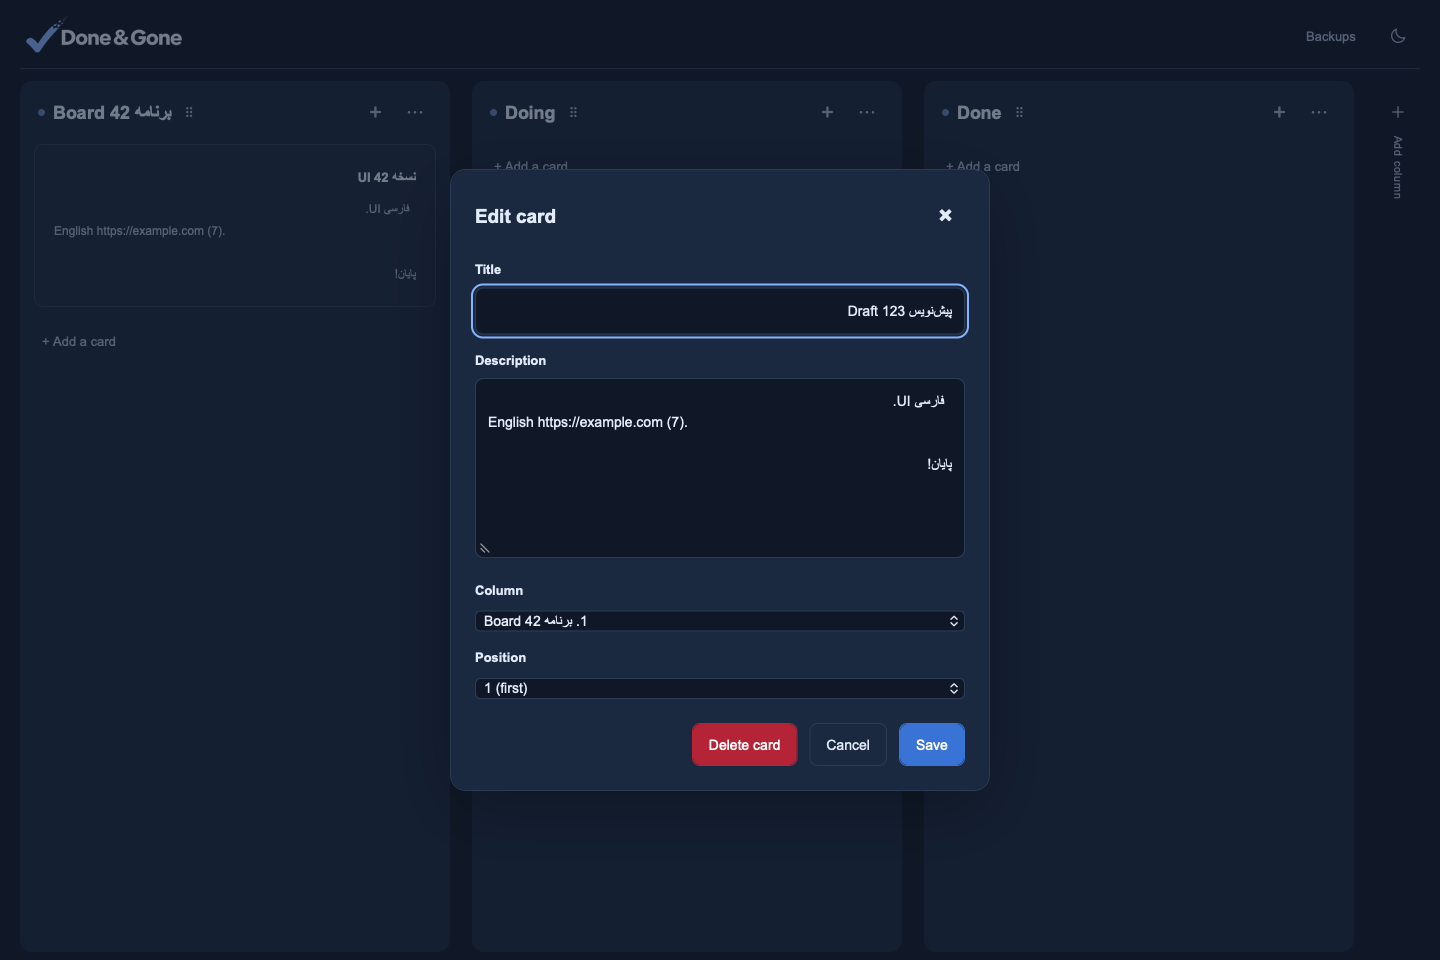 Done & Gone
Backups
برنامه Board 42
نسخه UI 42
فارسی UI.
English https://example.com (7).
پایان!
+ Add a card
Doing
+ Add a card
Done
+ Add a card
Add column
Edit card
Title
پیش‌نویس Draft 123
Description
فارسی UI.
English https://example.com (7).
پایان!
Column
1. برنامه Board 42
Position
1 (first)
Delete card
Cancel
Save